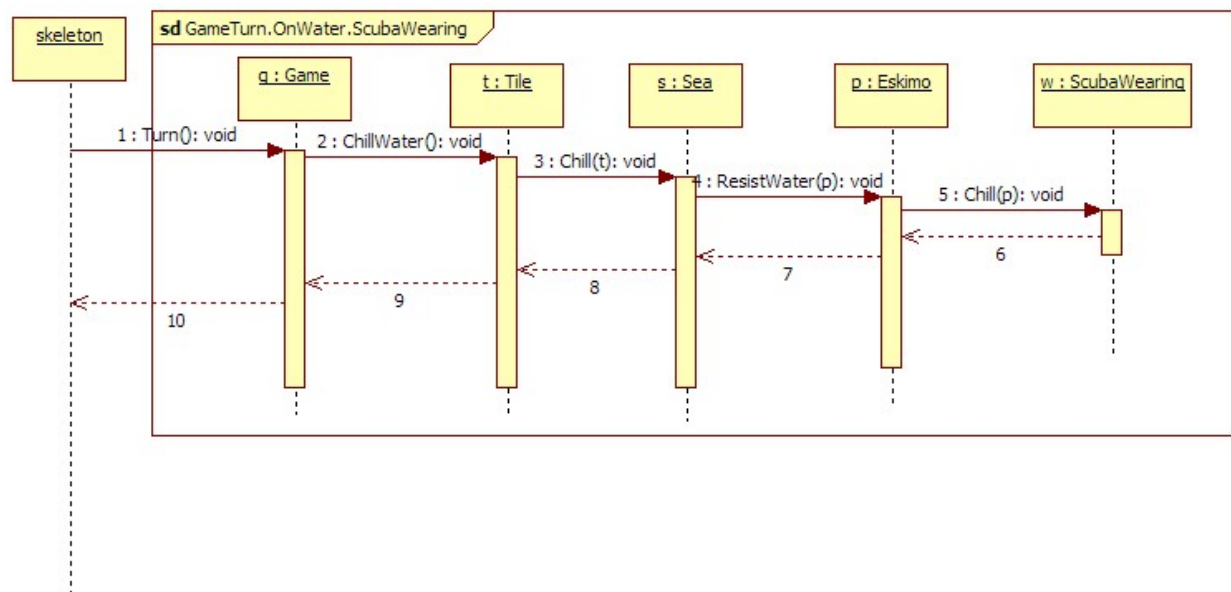 skeleton
sd GameTurn.OnWater.ScubaWearing
g : Game
t : Tile
s : Sea
p : Eskimo
w : ScubaWearing
1 : Turn(): void
2 : ChillWater(): void
3 : Chill(t): void
4 : ResistWater(p): void
5 : Chill(p): void
6
7
8
9
10